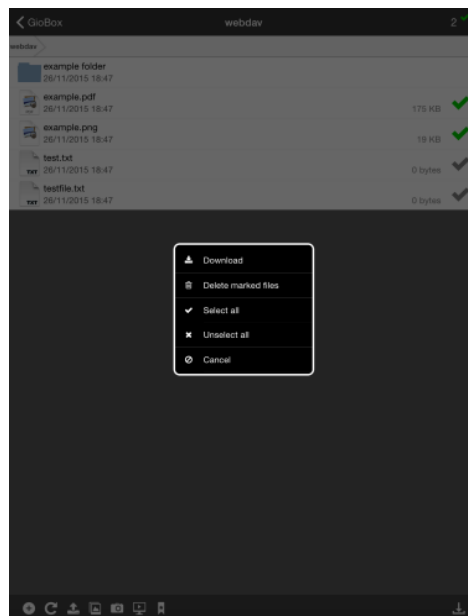 GioBox
webdav
2
webdav
example folder
26/11/2015 18:47
example.pdf
26/11/2015 18:47
175 KB
example.png
26/11/2015 18:47
19 KB
test.txt
TXT
26/11/2015 18:47
0 bytes
testfile.txt
TXT
26/11/2015 18:47
0 bytes
Download
Delete marked files
Select all
Unselect all
Cancel